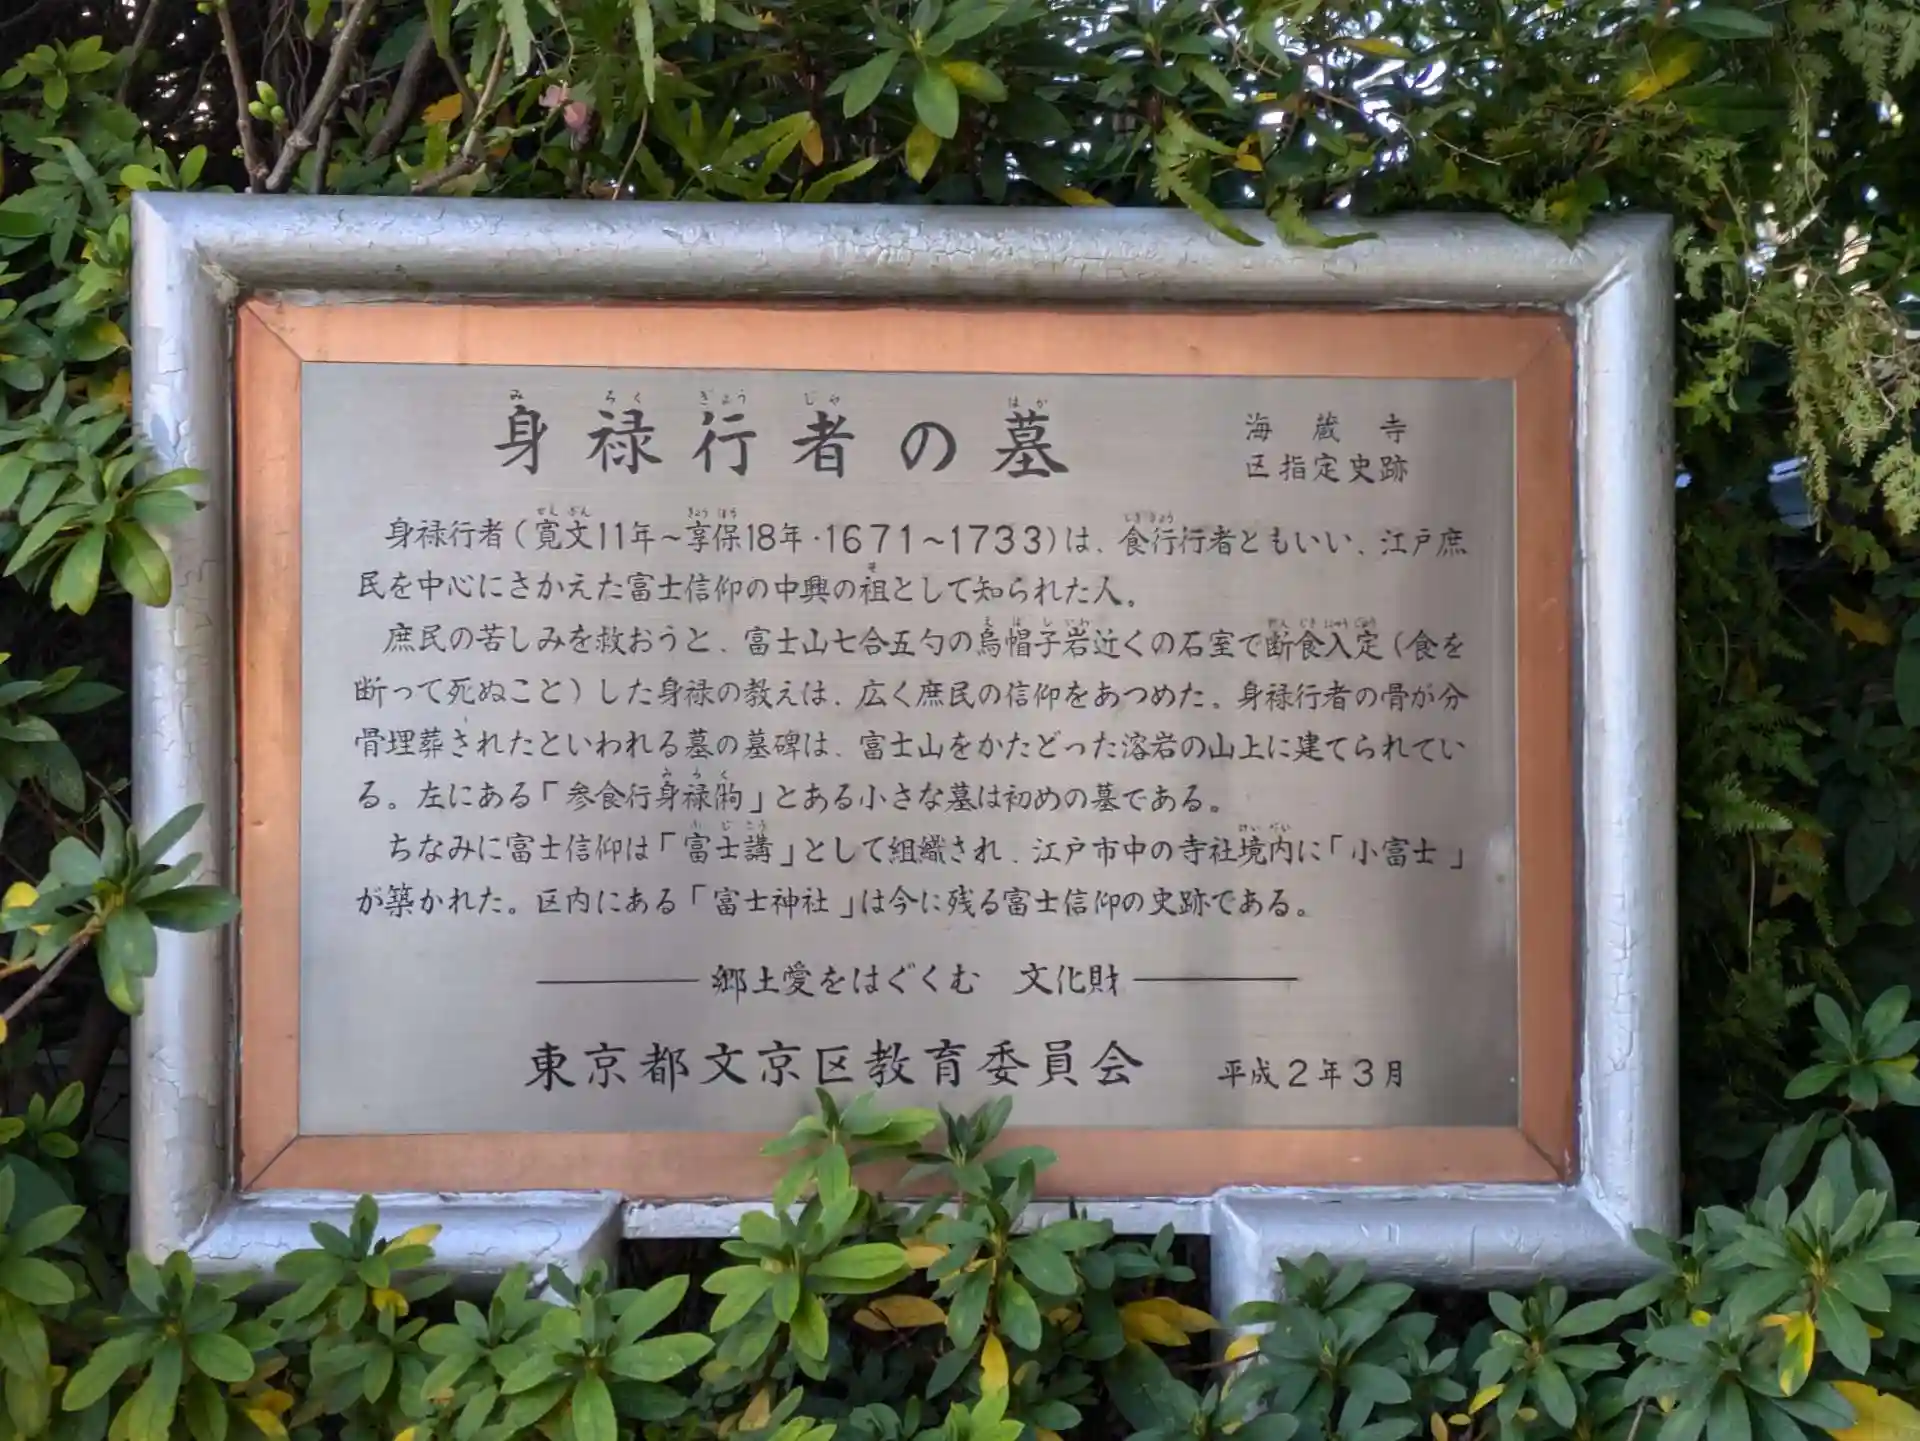 身禄行者の墓
海蔵寺
区指定史跡
身禄行者(寛文11年~享保18年・1671~1733)は、食行行者ともいい、江戸庶
民を中心にさかえた富士信仰の中興の祖として知られた人。
庶民の苦しみを救おうと、富士山七合五勺の烏帽子岩近くの石室で断食入定(食を
断って死ぬこと)した身禄の教えは、広く庶民の信仰をあつめた。身禄行者の骨が分
骨埋葬されたといわれる墓の墓碑は、富士山をかたどった溶岩の山上に建てられてい
る。左にある「参食行身禄」とある小さな墓は初めの墓である。
ちなみに富士信仰は「富士講」として組織され、江戸市中の寺社境内に「小富士」
が築かれた。区内にある「富士神社」は今に残る富士信仰の史跡である。
郷土愛をはぐくむ 文化財
東京都文京区教育委員会 平成2年3月